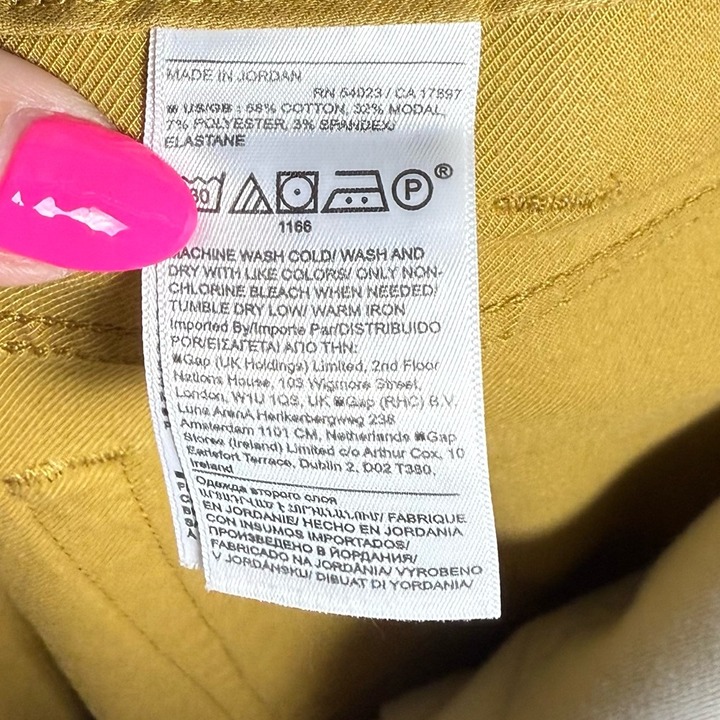 MADE IN JORDAN
RN 54023 / CA 17897
US/GB : 58% COTTON, 32% MODAL,
7% POLYESTER, 3% SPANDEX/
ELASTANE
P ®
1166
MACHINE WASH COLD/ WASH AND
DRY WITH LIKE COLORS/ ONLY NON-
CHLORINE BLEACH WHEN NEEDED/
TUMBLE DRY LOW/ WARM IRON
Imported By/Importe Par/DISTRIBUIDO
POR/ΕΙΣΑΓΕΤΑΙ ΑΠΟ ΤΗΝ:
Gap (UK Holdings) Limited, 2nd Floor
Nations House, 103 Wigmore Street,
London, W1U 1QS, UK Gap (RHC) B.V.
Luna ArenA Herikerbergweg 238
Amsterdam 1101 CM, Netherlands Gap
Stores (Ireland) Limited c/o Arthur Cox, 10
Earlsfort Terrace, Dublin 2, D02 T380,
Ireland
Одежда второго слоя
FABRIQUE
EN JORDANIE/ HECHO EN JORDANIA
CON INSUMOS IMPORTADOS/
ПРОИЗВЕДЕНО В ИОРДАНИИ/
FABRICADO NA JORDÂNIA/ VYROBENO
V JORDÁNSKU/ DIBUAT DI YORDANIA/